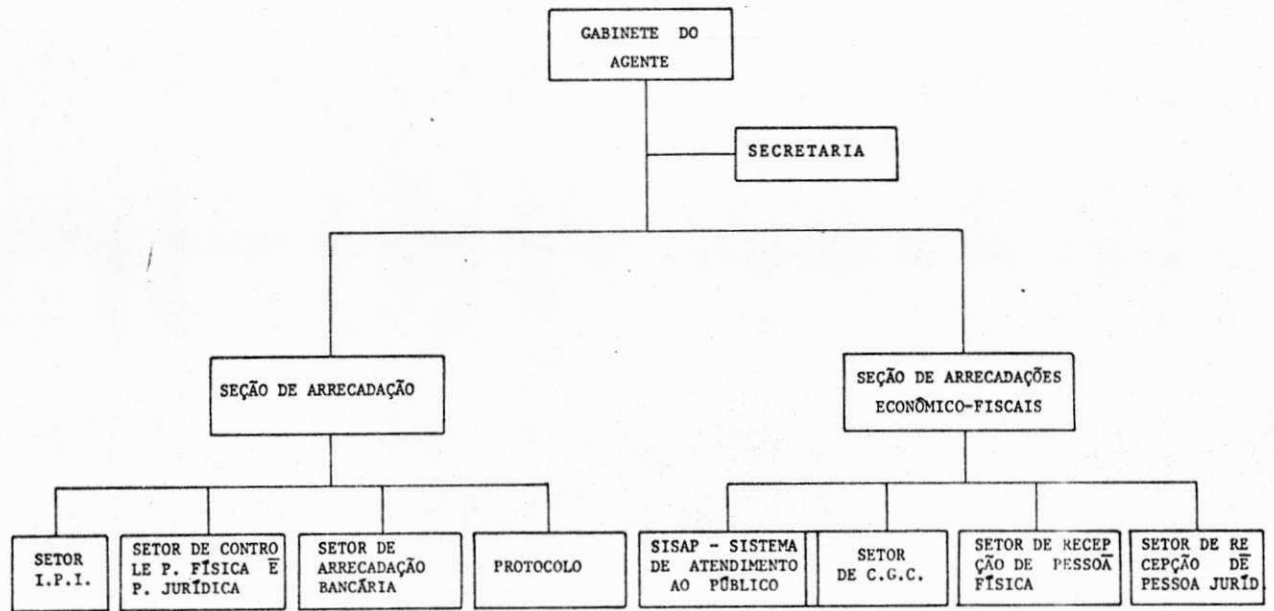 GABINETE DO
AGENTE
SECRETARIA
SEÇÃO DE ARRECADAÇÃO
SEÇÃO DE ARRECADAÇÕES
ECONÔMICO-FISCAIS
SETOR
I.P.I.
SETOR DE CONTRO
LE P. FÍSICA E
P. JURÍDICA
SETOR DE
ARRECADAÇÃO
BANCÁRIA
PROTOCOLO
SISAP - SISTEMA
DE ATENDIMENTO
AO PÚBLICO
SETOR
DE C.G.C.
SETOR DE RECEP
ÇÃO DE PESSOA
FÍSICA
SETOR DE RE
CEPÇÃO DE
PESSOA JURÍD.